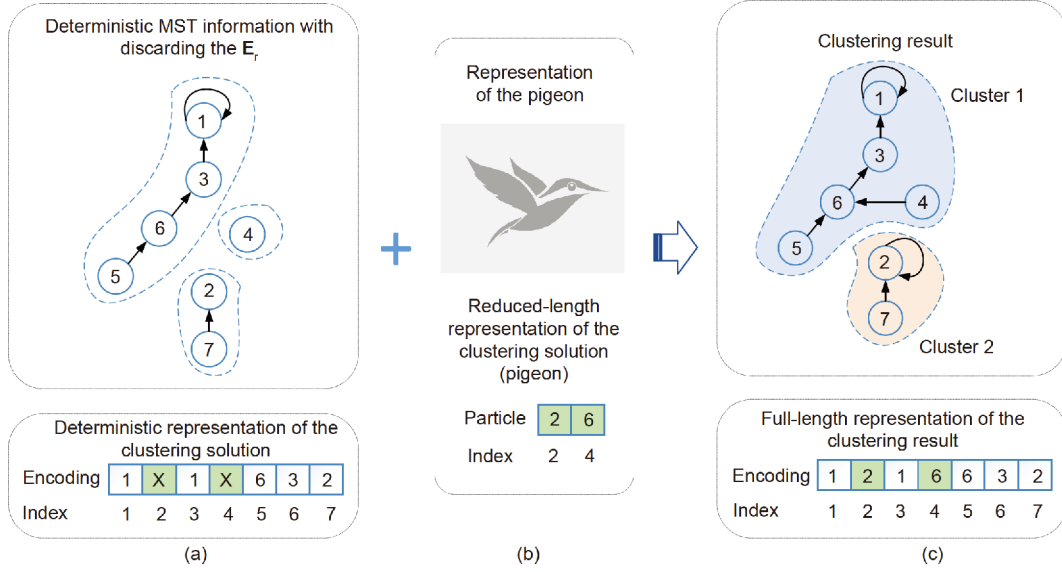 Deterministic MST information with
discarding the Er
1
3
6
4
5
2
7
Deterministic representation of the
clustering solution
Encoding 1 X 1 X 6 3 2
Index 1 2 3 4 5 6 7
(a)
Representation
of the pigeon
Reduced-length
representation of the
clustering solution
(pigeon)
Particle 2 6
Index 2 4
(b)
Clustering result
Cluster 1
1
3
6
4
5
2
7
Cluster 2
Full-length representation of the
clustering result
Encoding 1 2 1 6 6 3 2
Index 1 2 3 4 5 6 7
(c)